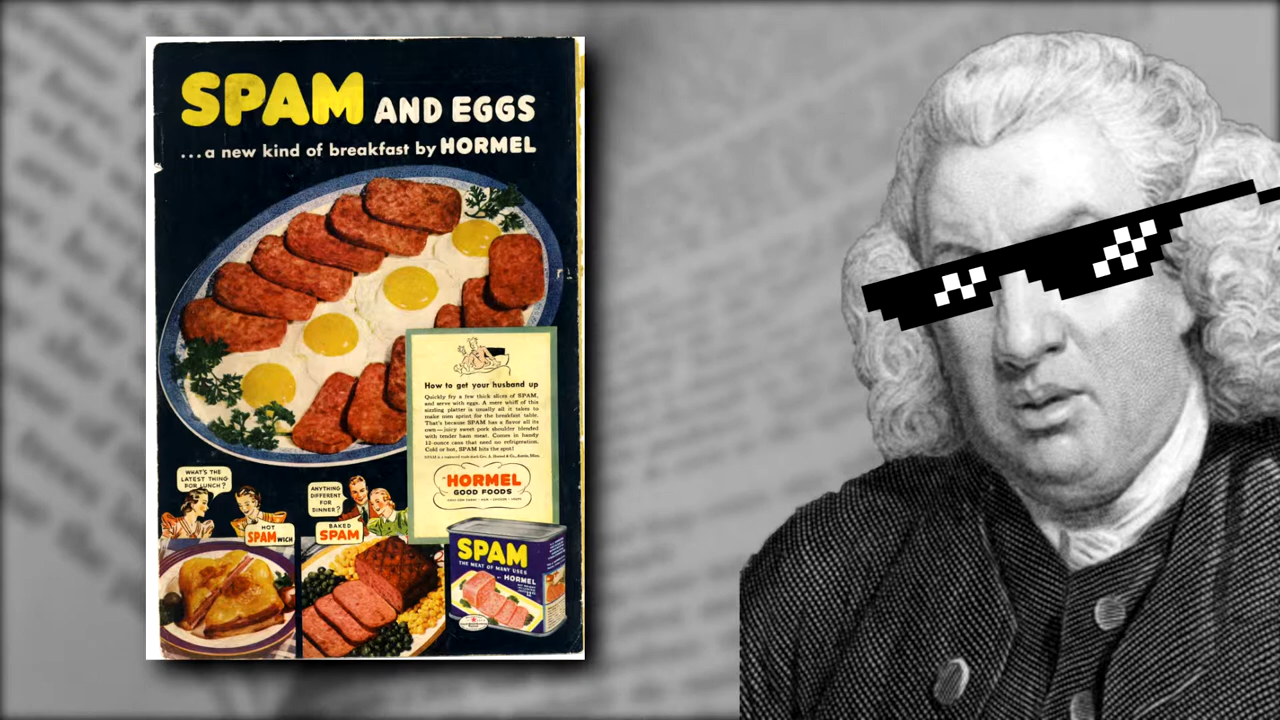 SPAM AND EGGS
...a new kind of breakfast by HORMEL
How to get your husband up
Quickly fry a few thick slices of SPAM,
and serve with eggs. A mere whiff of this
sizzling platter is usually all it takes to
make men sprint for the breakfast table.
That's because SPAM has a flavor all its
own—juicy sweet pork shoulder blended
with tender ham meat. Comes in handy
12-ounce cans that need no refrigeration.
Cold or hot, SPAM hits the spot!
HORMEL
GOOD FOODS
WHAT'S THE
LATEST THING
FOR LUNCH?
HOT
SPAMWICH
ANYTHING
DIFFERENT
FOR
DINNER?
BAKED
SPAM
SPAM
THE MEAT OF MANY USES
BY HORMEL